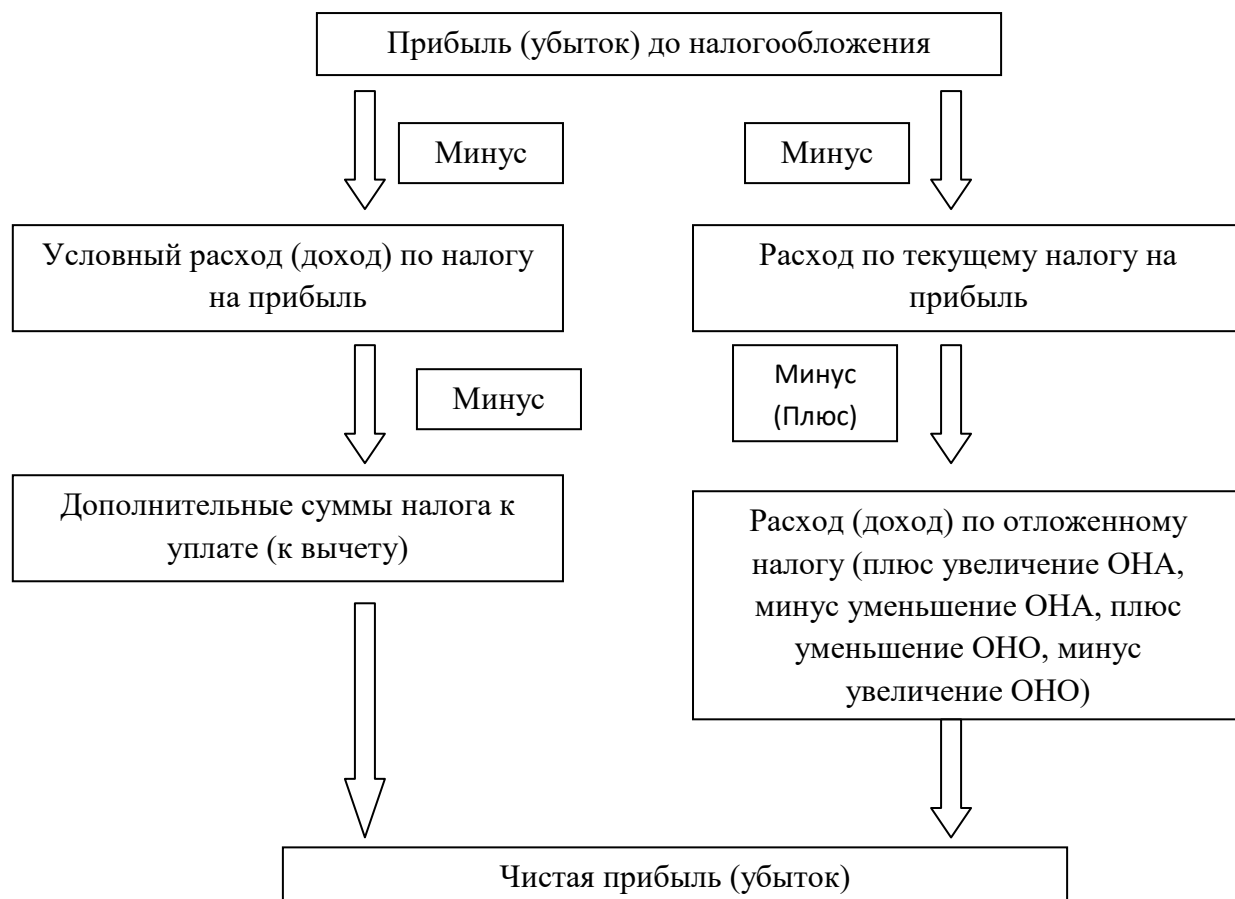 Прибыль (убыток) до налогообложения
Минус
Минус
Условный расход (доход) по налогу
на прибыль
Расход по текущему налогу на
прибыль
Минус
Минус
(Плюс)
Дополнительные суммы налога к
уплате (к вычету)
Расход (доход) по отложенному
налогу (плюс увеличение ОНА,
минус уменьшение ОНА, плюс
уменьшение ОНО, минус
увеличение ОНО)
Чистая прибыль (убыток)